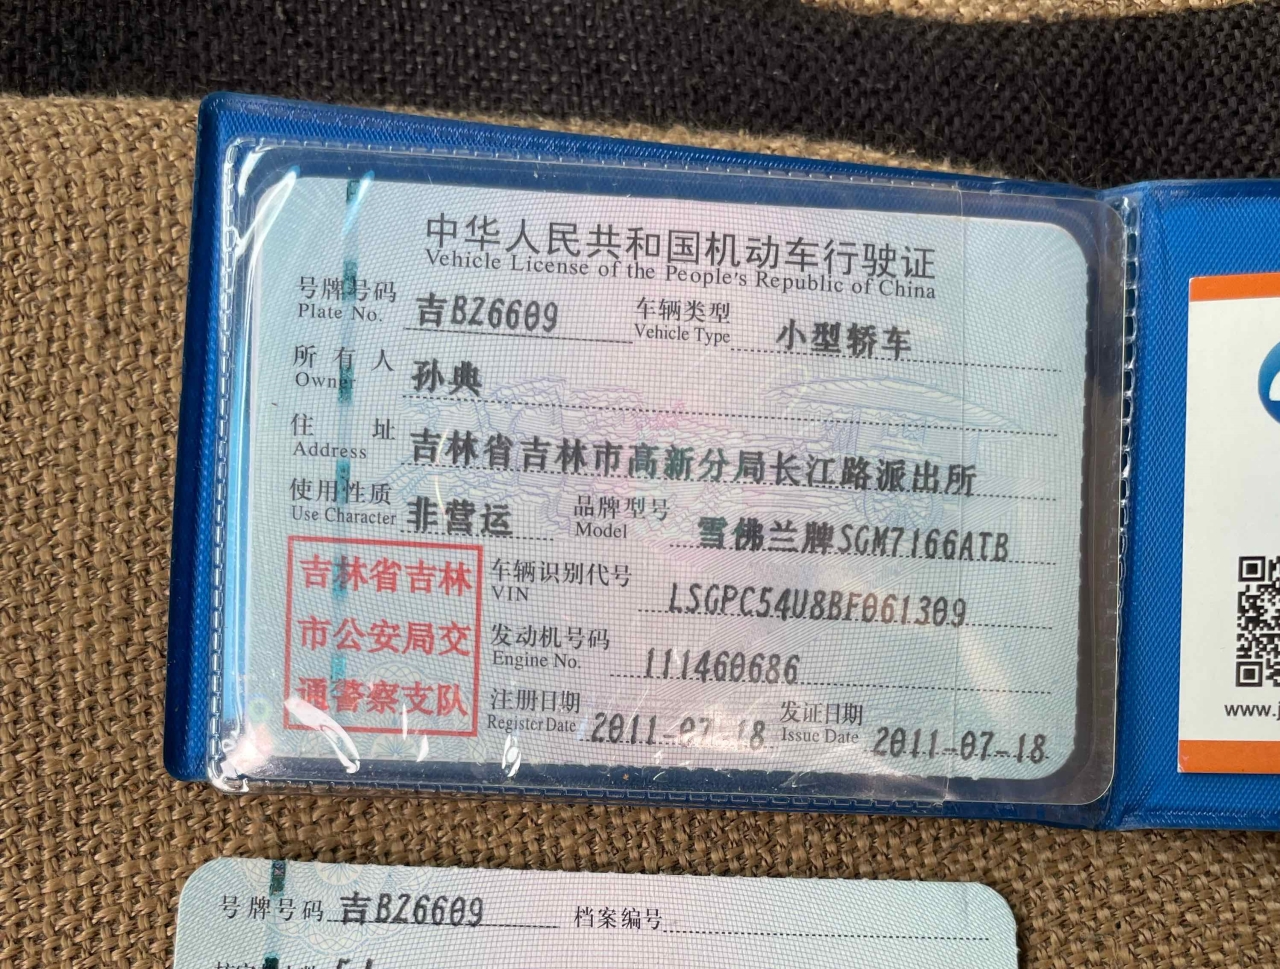 中华人民共和国机动车行驶证
Vehicle License of the People's Republic of China
号牌号码 吉BZ6609 车辆类型 小型轿车
Plate No. Vehicle Type
所有人 孙典
Owner
住址 吉林省吉林市高新分局长江路派出所
Address
使用性质 非营运 品牌型号 雪佛兰牌SGM7166ATB
Use Character Model
吉林省吉林
市公安局交
通警察支队
车辆识别代号 LSGPC54U8BF061309
VIN
发动机号码 111460686
Engine No.
注册日期 2011-07-18 发证日期 2011-07-18
Register Date Issue Date
www.j
号牌号码 吉BZ6609 档案编号